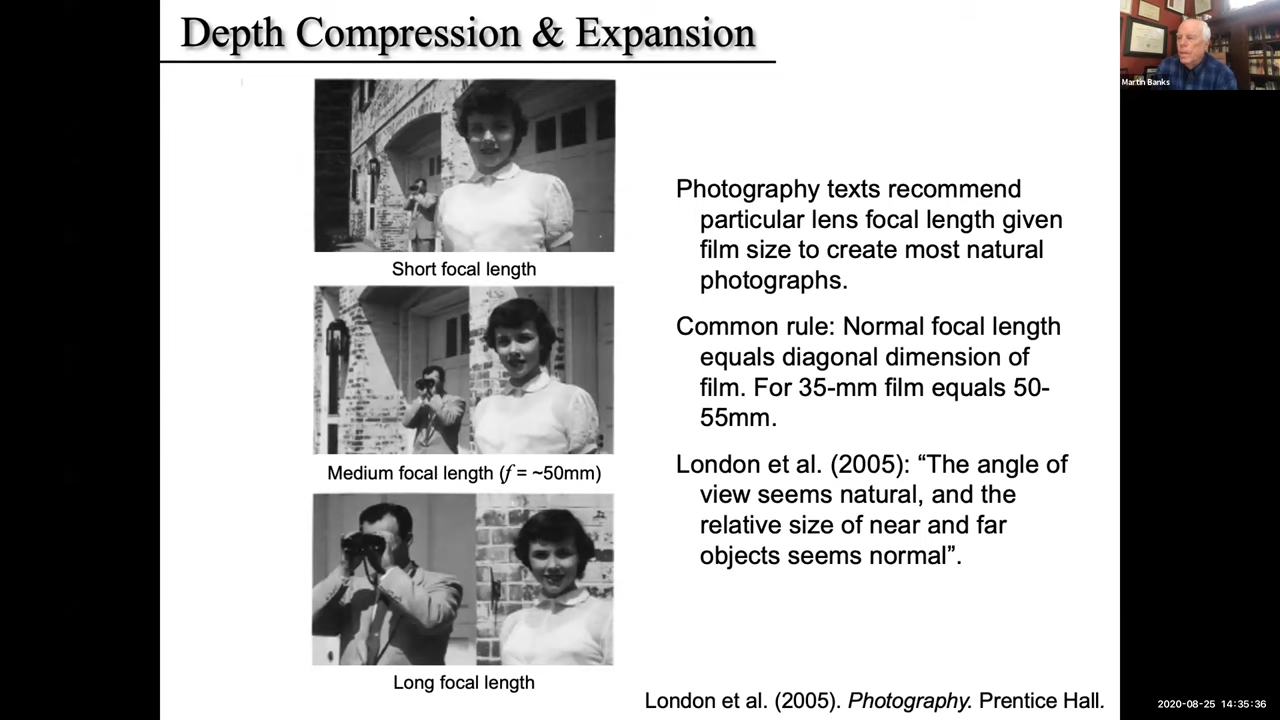 Depth Compression & Expansion
Martin Banks
Short focal length
Medium focal length (f = ~50mm)
Long focal length
Photography texts recommend
particular lens focal length given
film size to create most natural
photographs.
Common rule: Normal focal length
equals diagonal dimension of
film. For 35-mm film equals 50-
55mm.
London et al. (2005): “The angle of
view seems natural, and the
relative size of near and far
objects seems normal”.
London et al. (2005). Photography. Prentice Hall.
2020-08-25 14:35:36